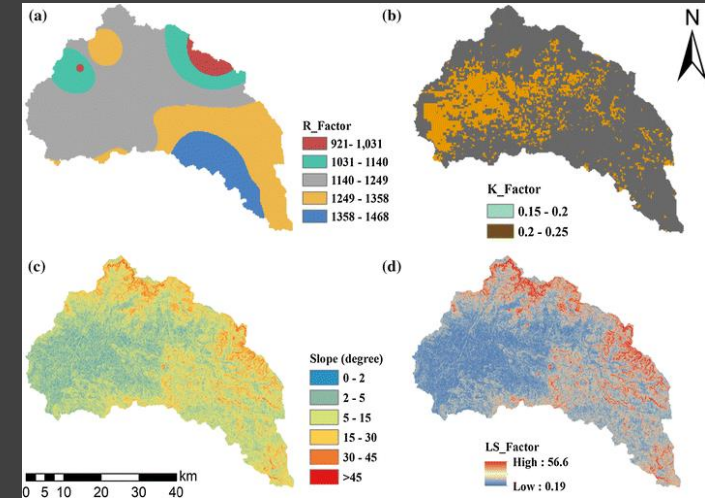 (a)
R_Factor
921- 1,031
1031 - 1140
1140 - 1249
1249 - 1358
1358 - 1468
(b)
N
K_Factor
0.15 - 0.2
0.2 - 0.25
(c)
Slope (degree)
0 - 2
2 - 5
5 - 15
15 - 30
30 - 45
>45
km
0 5 10 20 30 40
(d)
LS_Factor
High : 56.6
Low : 0.19